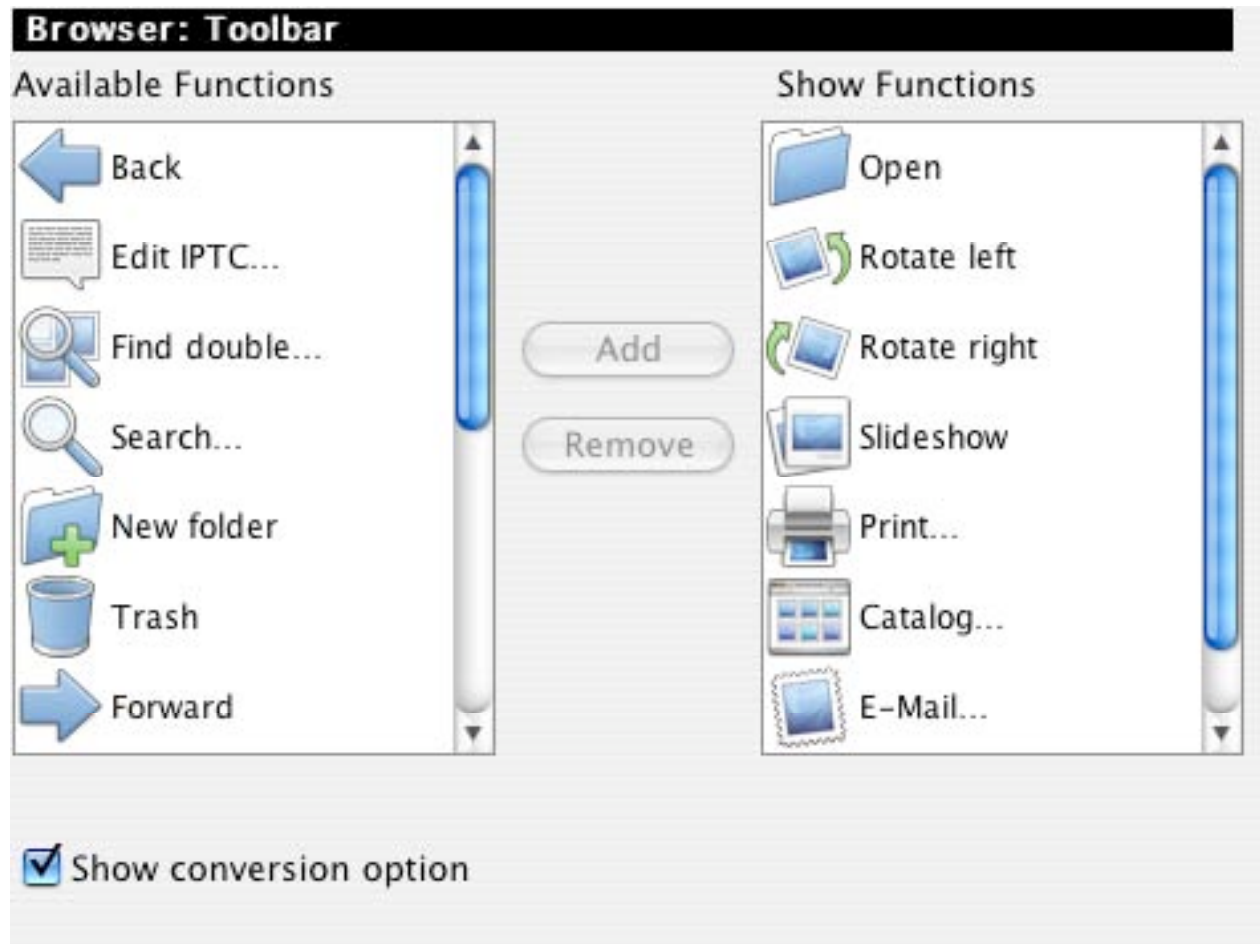 Browser: Toolbar
Available Functions
Back
Edit IPTC...
Find double...
Search...
New folder
Trash
Forward
Add
Remove
Show Functions
Open
Rotate left
Rotate right
Slideshow
Print...
Catalog...
E-Mail...
Show conversion option